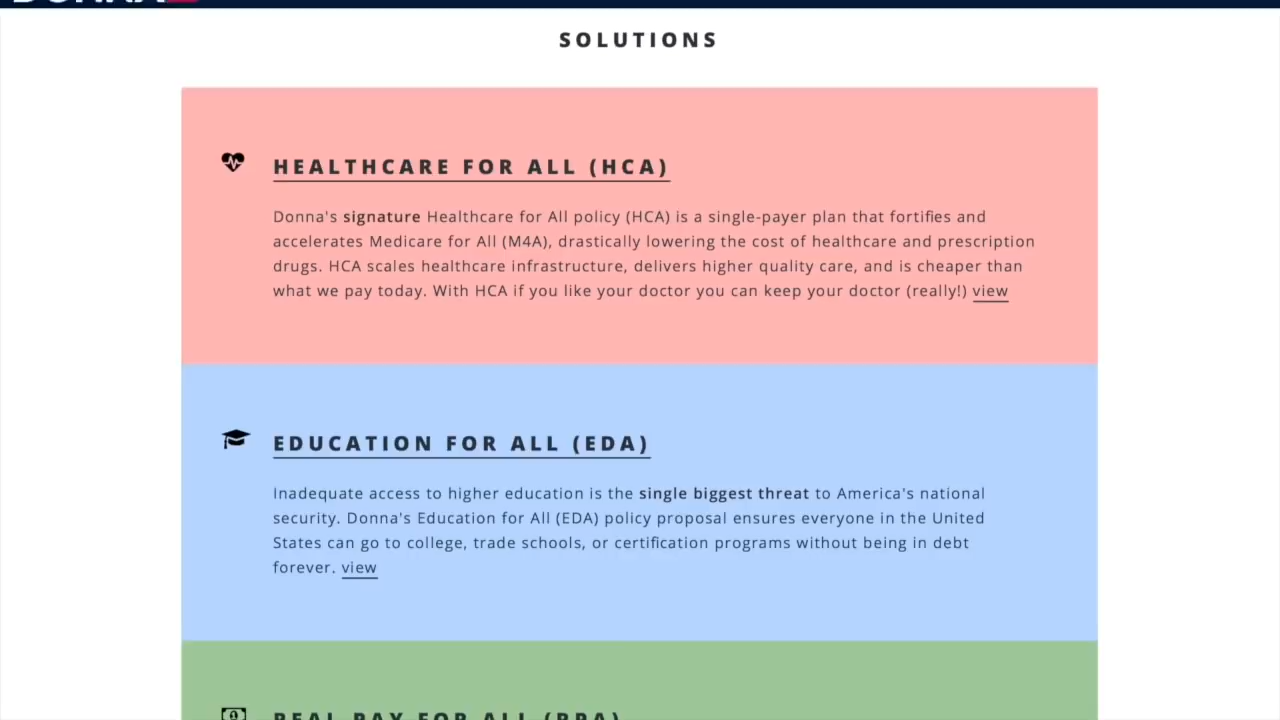 SOLUTIONS
HEALTHCARE FOR ALL (HCA)
Donna's signature Healthcare for All policy (HCA) is a single-payer plan that fortifies and
accelerates Medicare for All (M4A), drastically lowering the cost of healthcare and prescription
drugs. HCA scales healthcare infrastructure, delivers higher quality care, and is cheaper than
what we pay today. With HCA if you like your doctor you can keep your doctor (really!) view
EDUCATION FOR ALL (EDA)
Inadequate access to higher education is the single biggest threat to America's national
security. Donna's Education for All (EDA) policy proposal ensures everyone in the United
States can go to college, trade schools, or certification programs without being in debt
forever. view
REAL PAY FOR ALL (RPA)